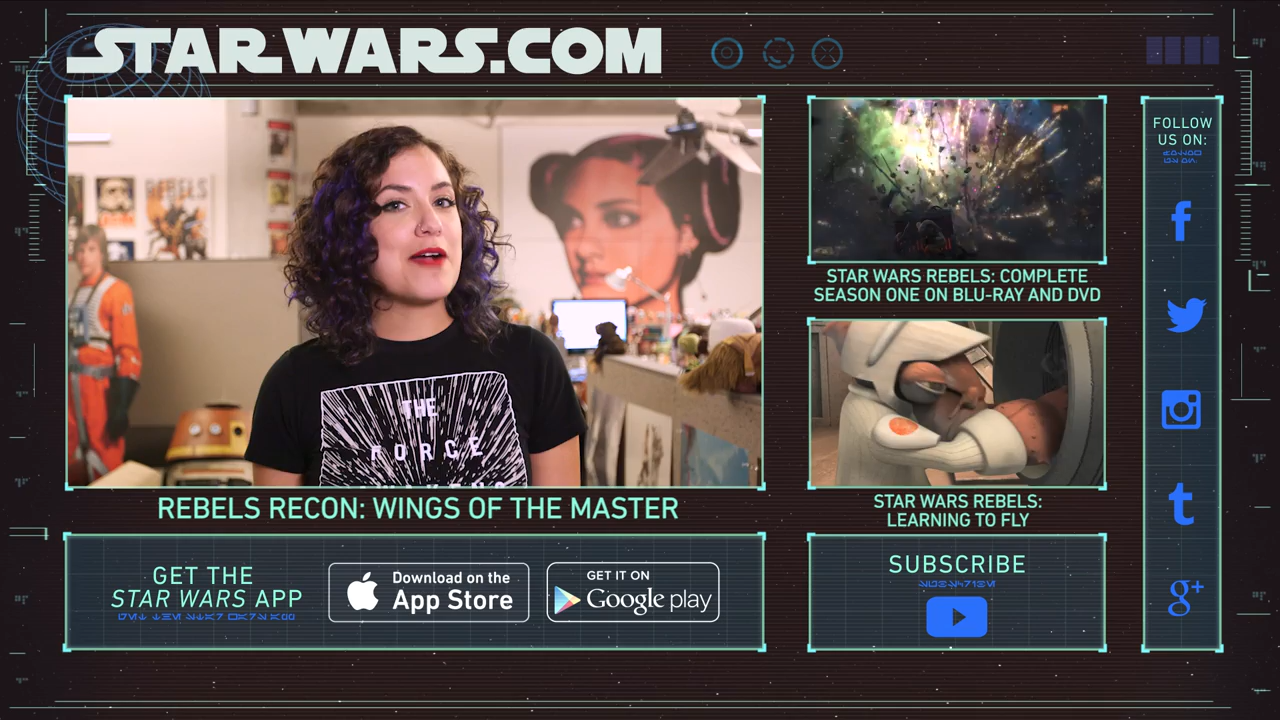 STAR WARS.COM
REBELS
THE
FORCE
REBELS RECON: WINGS OF THE MASTER
STAR WARS REBELS: COMPLETE
SEASON ONE ON BLU-RAY AND DVD
STAR WARS REBELS:
LEARNING TO FLY
FOLLOW
US ON:
f
t
g+
GET THE
STAR WARS APP
Download on the
App Store
GET IT ON
Google play
SUBSCRIBE